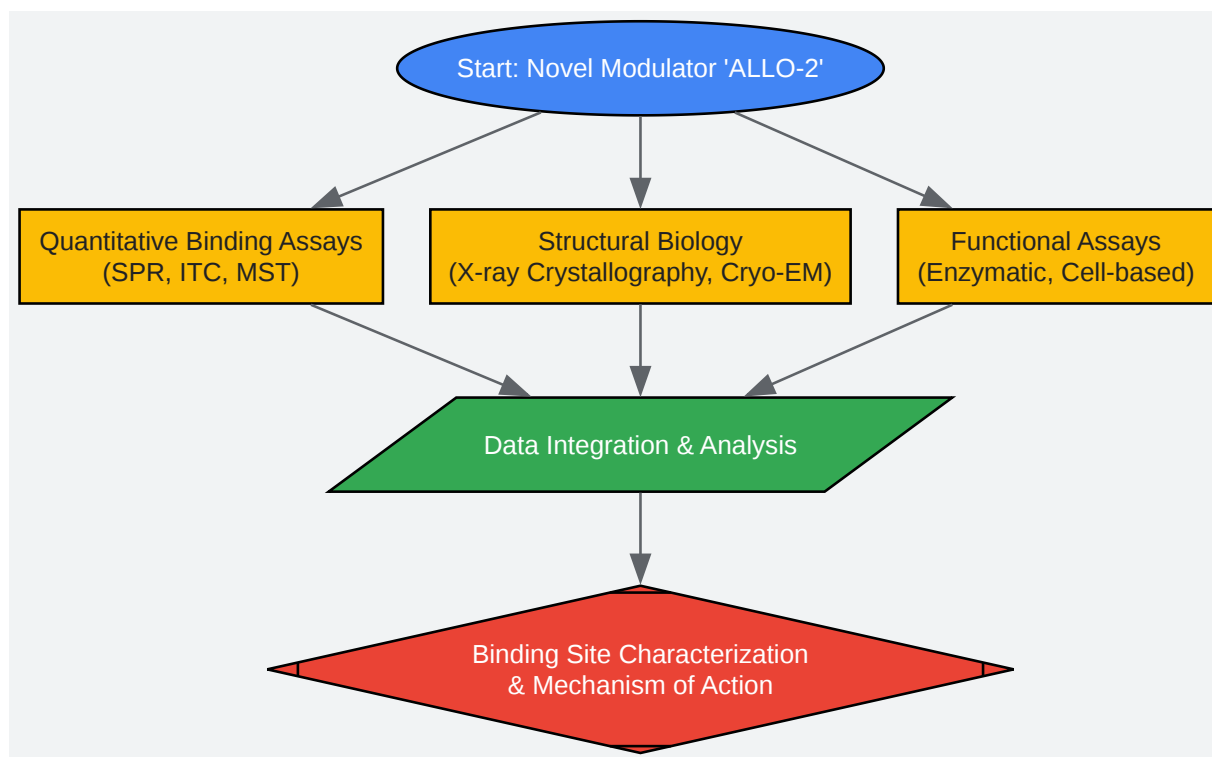 Start: Novel Modulator 'ALLO-2'
Quantitative Binding Assays
(SPR, ITC, MST)
Structural Biology
(X-ray Crystallography, Cryo-EM)
Functional Assays
(Enzymatic, Cell-based)
Data Integration & Analysis
Binding Site Characterization
& Mechanism of Action